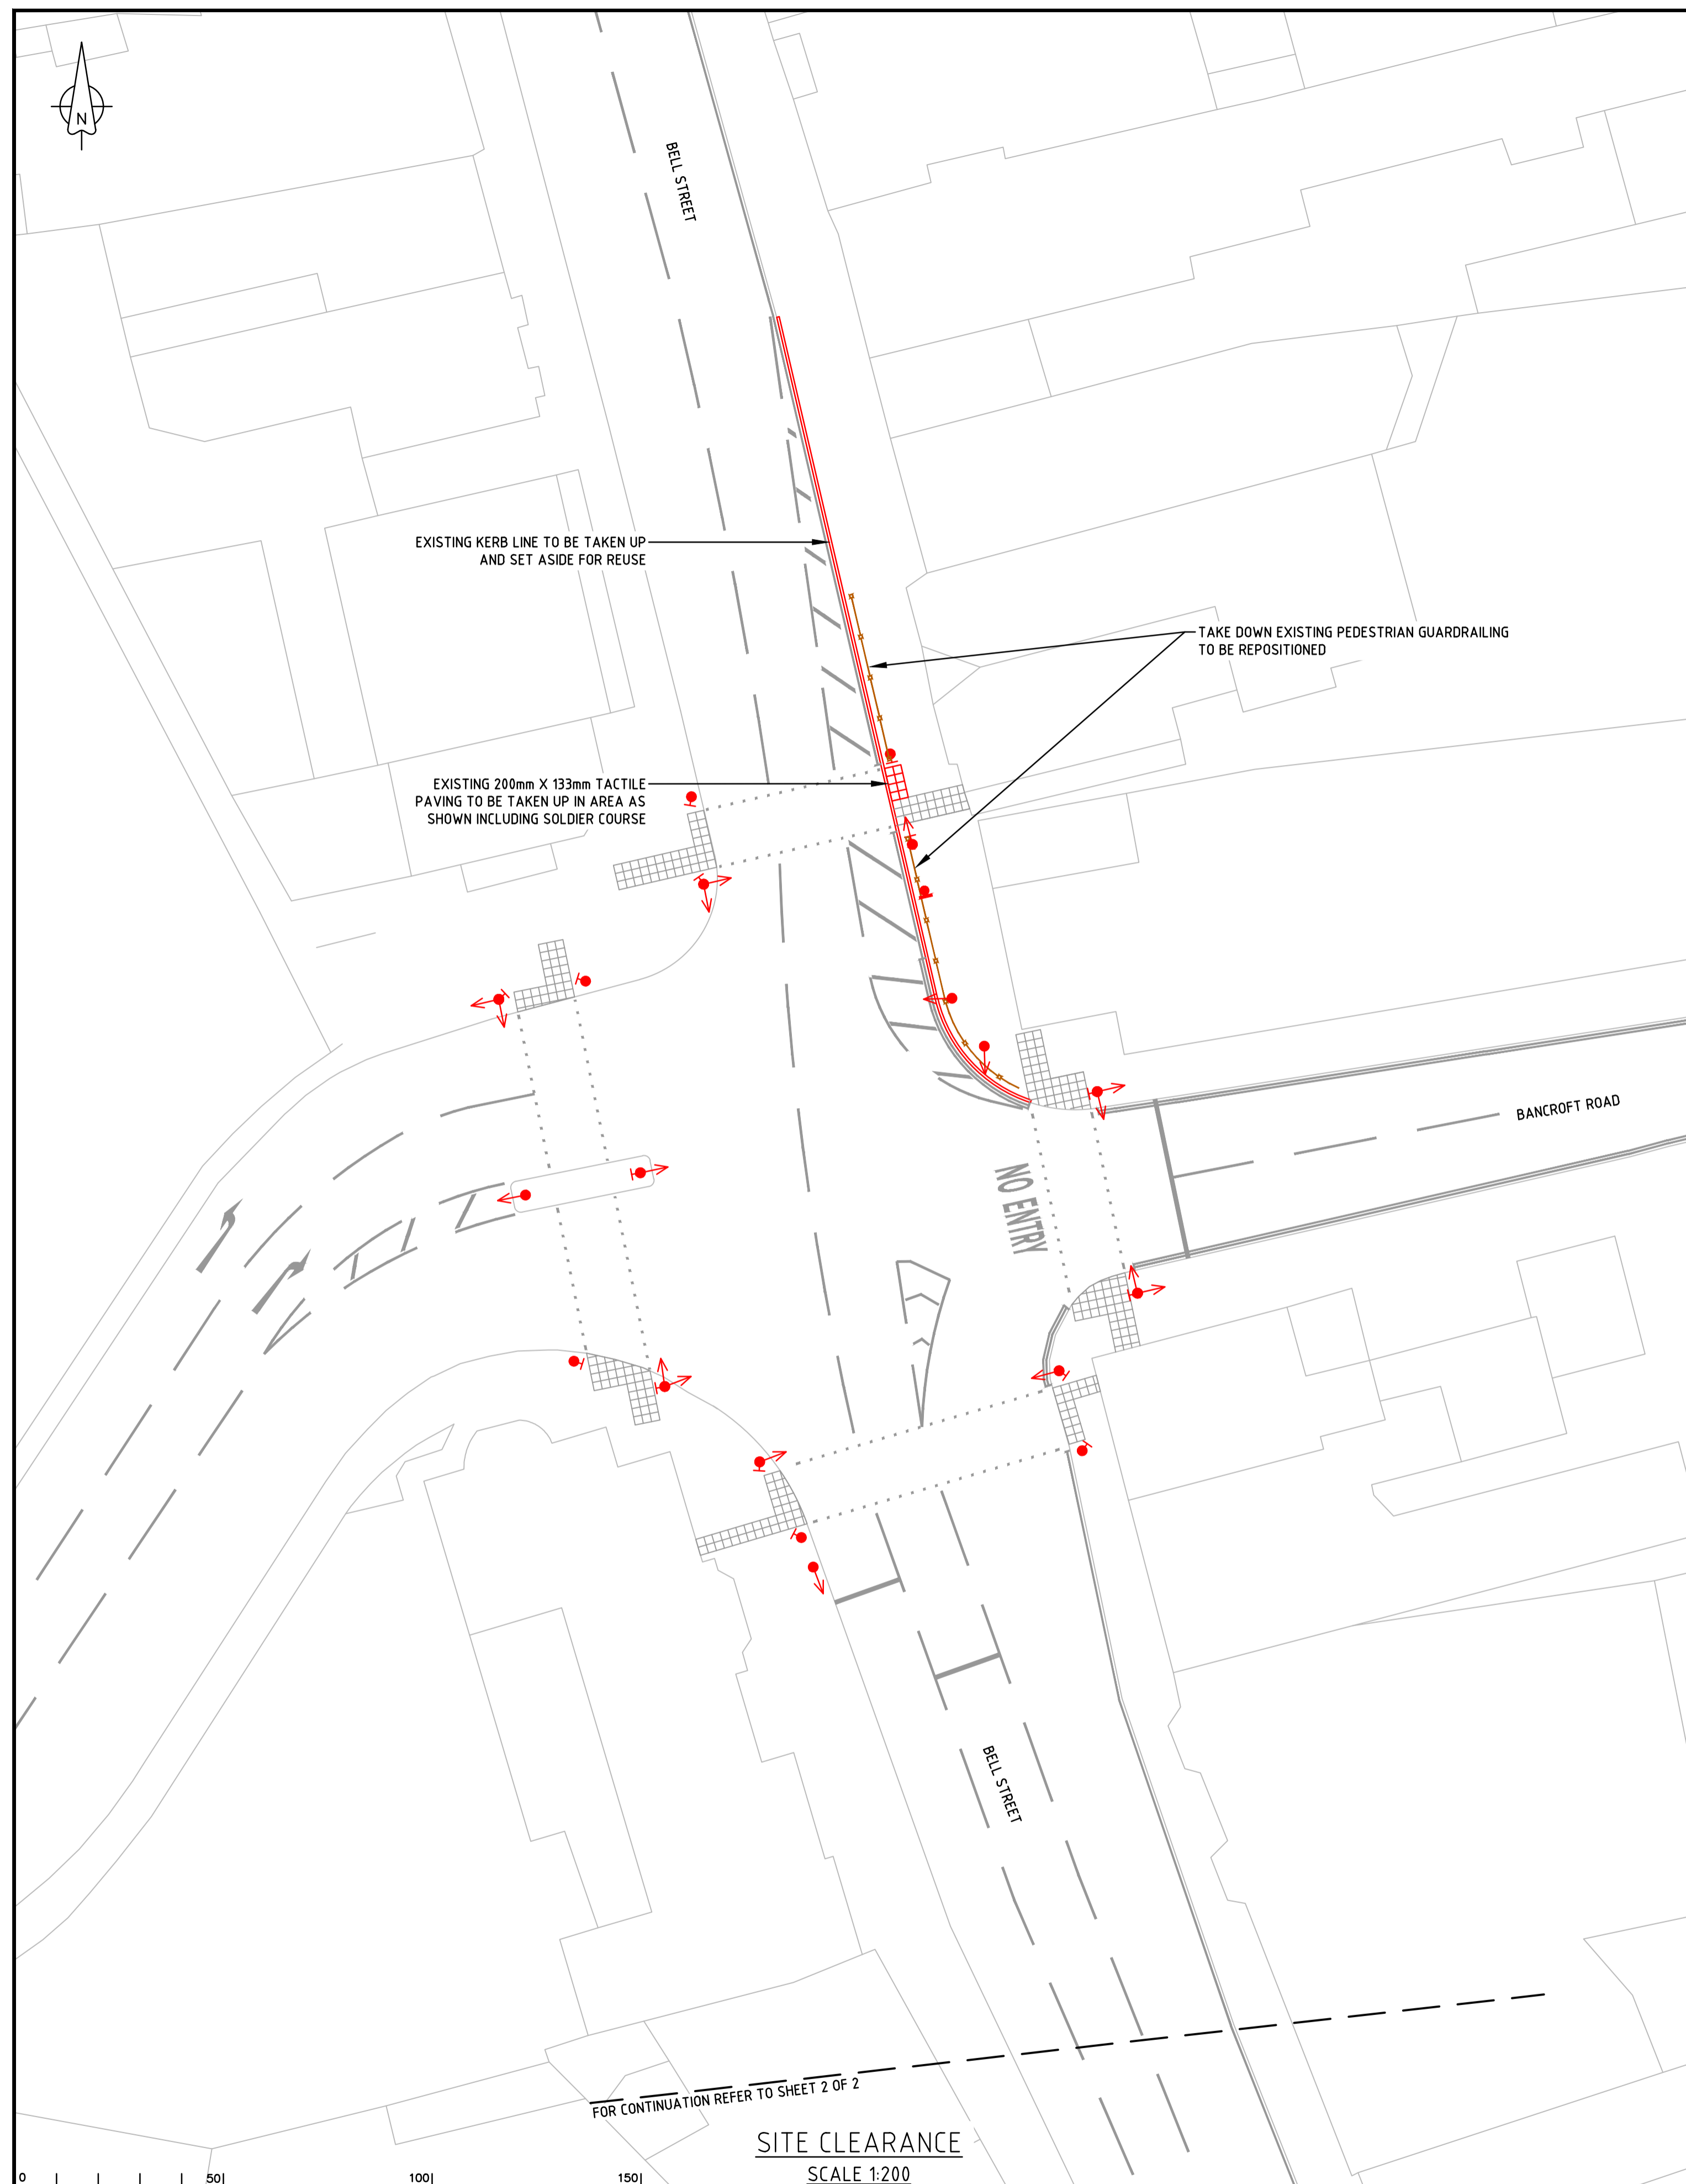 N
BELL STREET
EXISTING KERB LINE TO BE TAKEN UP
AND SET ASIDE FOR REUSE
TAKE DOWN EXISTING PEDESTRIAN GUARDRAILING
TO BE REPOSITIONED
EXISTING 200mm X 133mm TACTILE
PAVING TO BE TAKEN UP IN AREA AS
SHOWN INCLUDING SOLDIER COURSE
BANCROFT ROAD
NO ENTRY
BELL STREET
FOR CONTINUATION REFER TO SHEET 2 OF 2
SITE CLEARANCE
SCALE 1:200
0 50 100 150